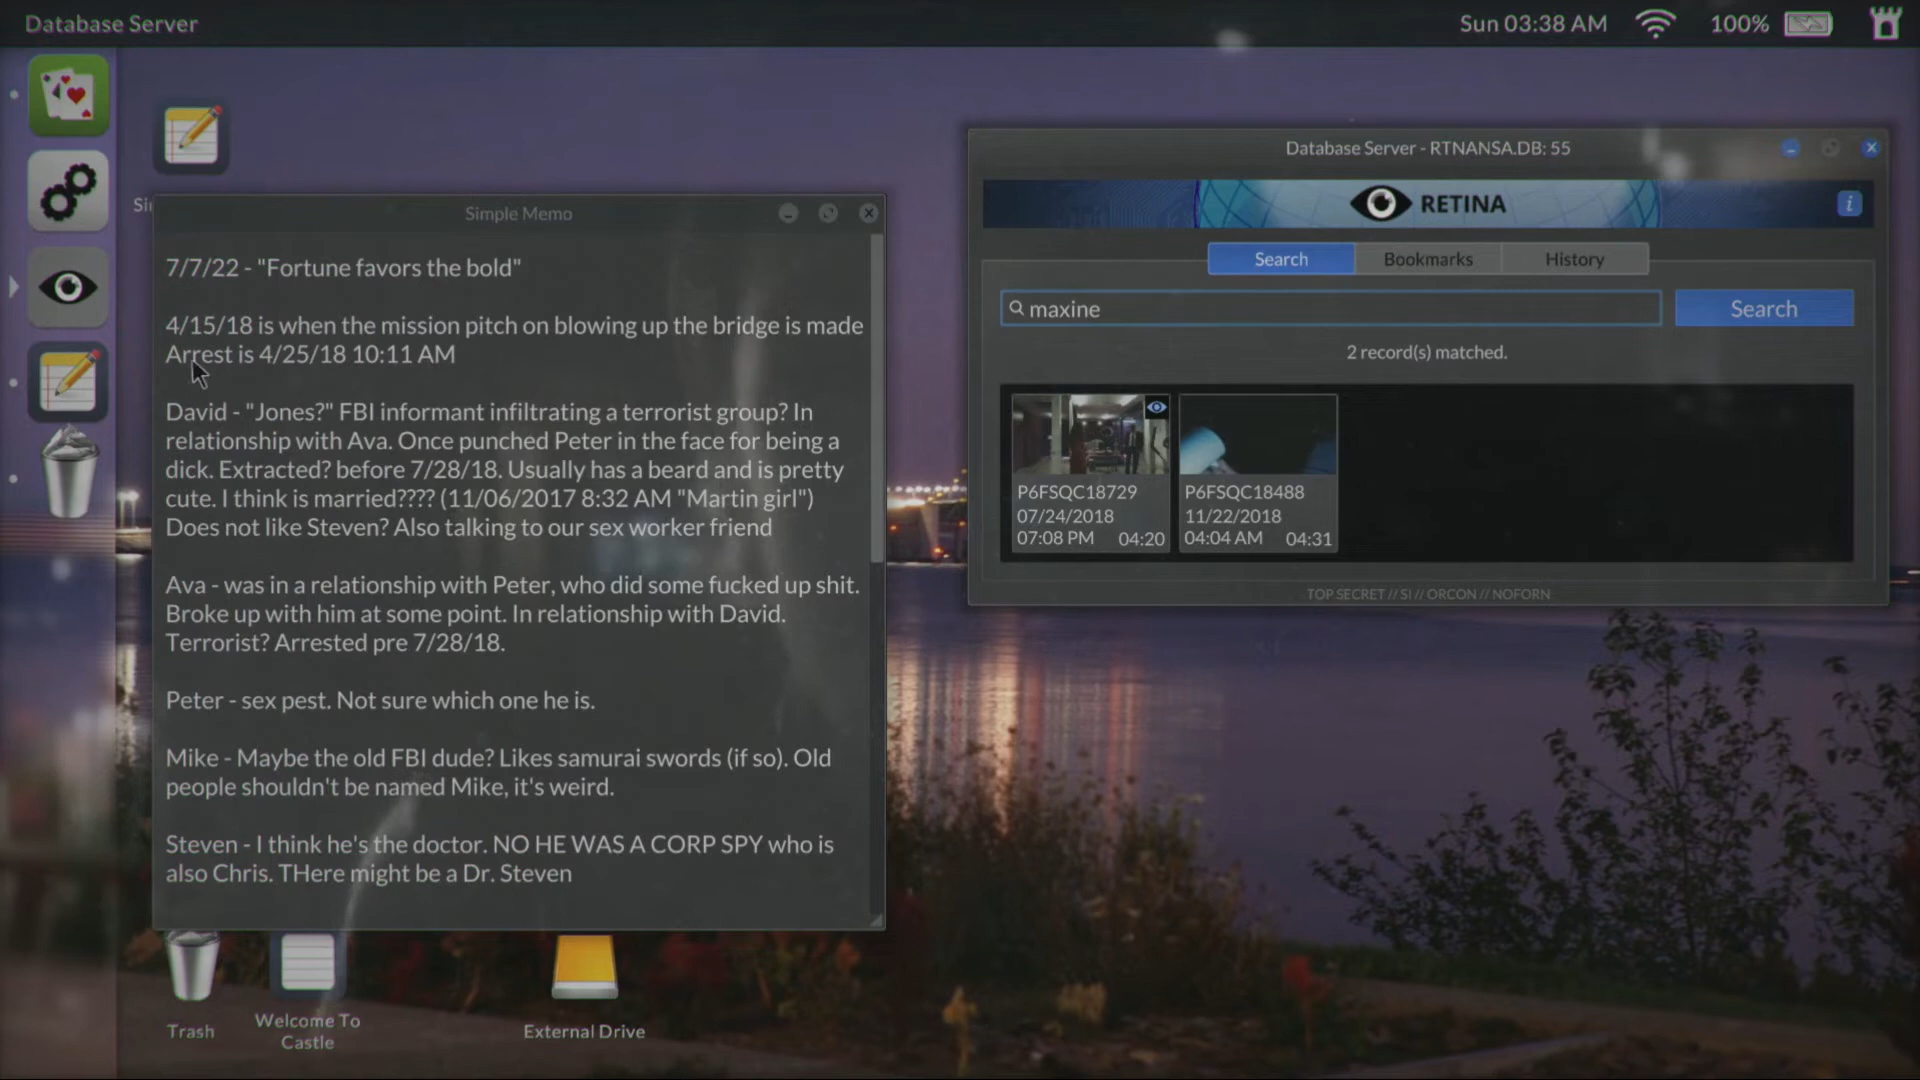 Database Server
Sun 03:38 AM
100%
Simple Memo
7/7/22 - "Fortune favors the bold"
4/15/18 is when the mission pitch on blowing up the bridge is made
Arrest is 4/25/18 10:11 AM
David - "Jones?" FBI informant infiltrating a terrorist group? In
relationship with Ava. Once punched Peter in the face for being a
dick. Extracted? before 7/28/18. Usually has a beard and is pretty
cute. I think is married???? (11/06/2017 8:32 AM "Martin girl")
Does not like Steven? Also talking to our sex worker friend
Ava - was in a relationship with Peter, who did some fucked up shit.
Broke up with him at some point. In relationship with David.
Terrorist? Arrested pre 7/28/18.
Peter - sex pest. Not sure which one he is.
Mike - Maybe the old FBI dude? Likes samurai swords (if so). Old
people shouldn't be named Mike, it's weird.
Steven - I think he's the doctor. NO HE WAS A CORP SPY who is
also Chris. THere might be a Dr. Steven
Database Server - RTNANSA.DB: 55
RETINA
i
Search
Bookmarks
History
maxine
Search
2 record(s) matched.
P6FSQC18729
07/24/2018
07:08 PM 04:20
P6FSQC18488
11/22/2018
04:04 AM 04:31
TOP SECRET // SI // ORCON // NOFORN
Trash
Welcome To
Castle
External Drive